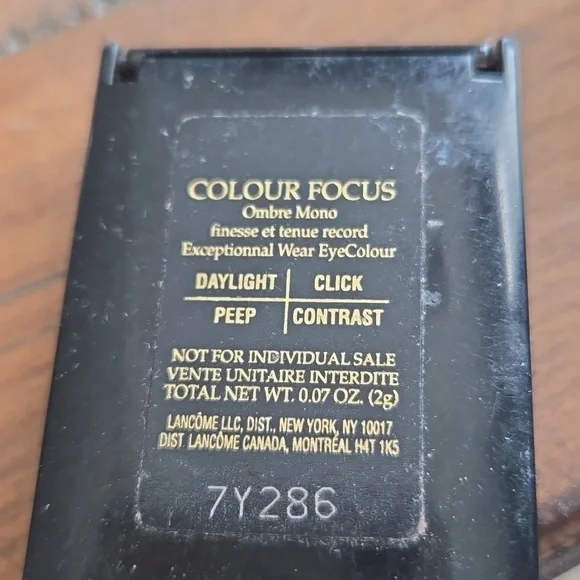 COLOUR FOCUS
Ombre Mono
finesse et tenue record
Exceptionnal Wear EyeColour
DAYLIGHT CLICK
PEEP CONTRAST
NOT FOR INDIVIDUAL SALE
VENTE UNITAIRE INTERDITE
TOTAL NET WT. 0.07 OZ. (2g)
LANCÔME LLC, DIST., NEW YORK, NY 10017
DIST LANCÔME CANADA, MONTRÉAL H4T 1K5
7Y286